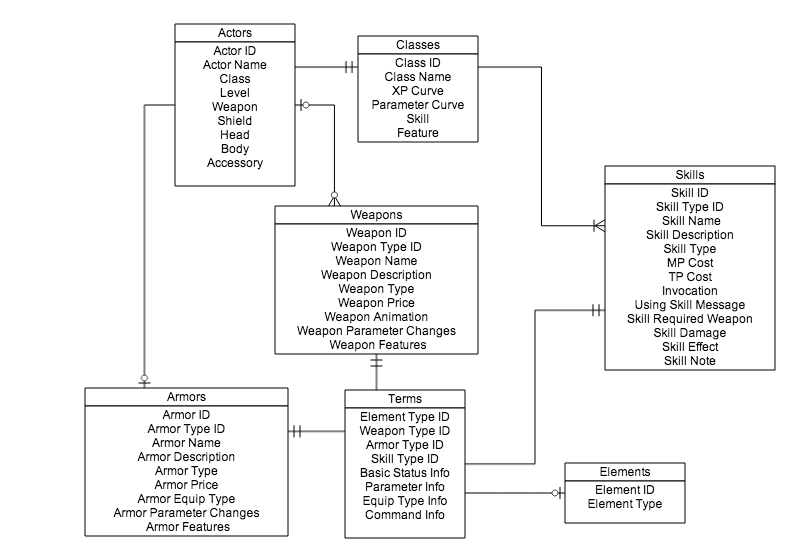 Actors
Actor ID
Actor Name
Class
Level
Weapon
Shield
Head
Body
Accessory
Classes
Class ID
Class Name
XP Curve
Parameter Curve
Skill
Feature
Skills
Skill ID
Skill Type ID
Skill Name
Skill Description
Skill Type
MP Cost
TP Cost
Invocation
Using Skill Message
Skill Required Weapon
Skill Damage
Skill Effect
Skill Note
Weapons
Weapon ID
Weapon Type ID
Weapon Name
Weapon Description
Weapon Type
Weapon Price
Weapon Animation
Weapon Parameter Changes
Weapon Features
Armors
Armor ID
Armor Type ID
Armor Name
Armor Description
Armor Type
Armor Price
Armor Equip Type
Armor Parameter Changes
Armor Features
Terms
Element Type ID
Weapon Type ID
Armor Type ID
Skill Type ID
Basic Status Info
Parameter Info
Equip Type Info
Command Info
Elements
Element ID
Element Type